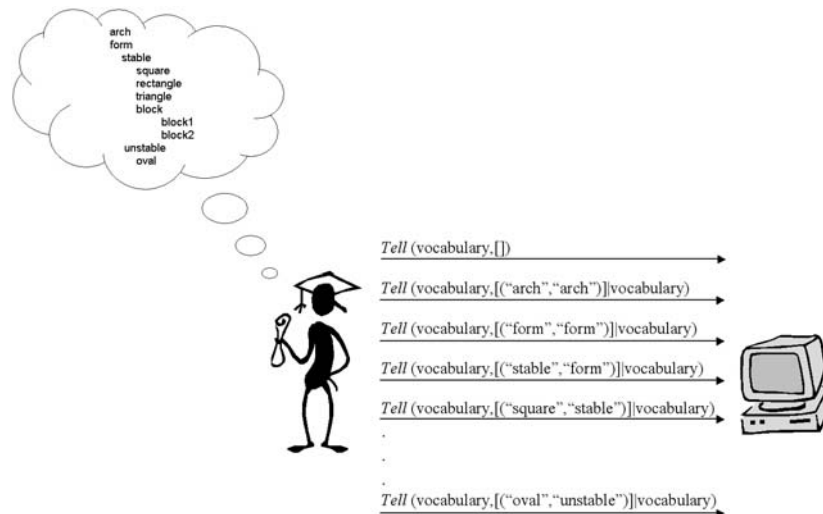 arch
form
stable
square
rectangle
triangle
block
block1
block2
unstable
oval
Tell (vocabulary,[])
Tell (vocabulary,[(“arch”,“arch”)]|vocabulary)
Tell (vocabulary,[(“form”,“form”)]|vocabulary)
Tell (vocabulary,[(“stable”,“form”)]|vocabulary)
Tell (vocabulary,[(“square”,“stable”)]|vocabulary)
.
.
.
Tell (vocabulary,[(“oval”,“unstable”)]|vocabulary)